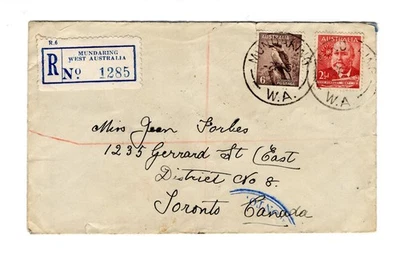 R 6
MUNDARING
WEST AUSTRALIA
R No 1285
AUSTRALIA
6D
2½D
W.A.
W.A.
Miss Jean Forbes
1235 Gerrard St (East
District No 8.
Toronto Canada